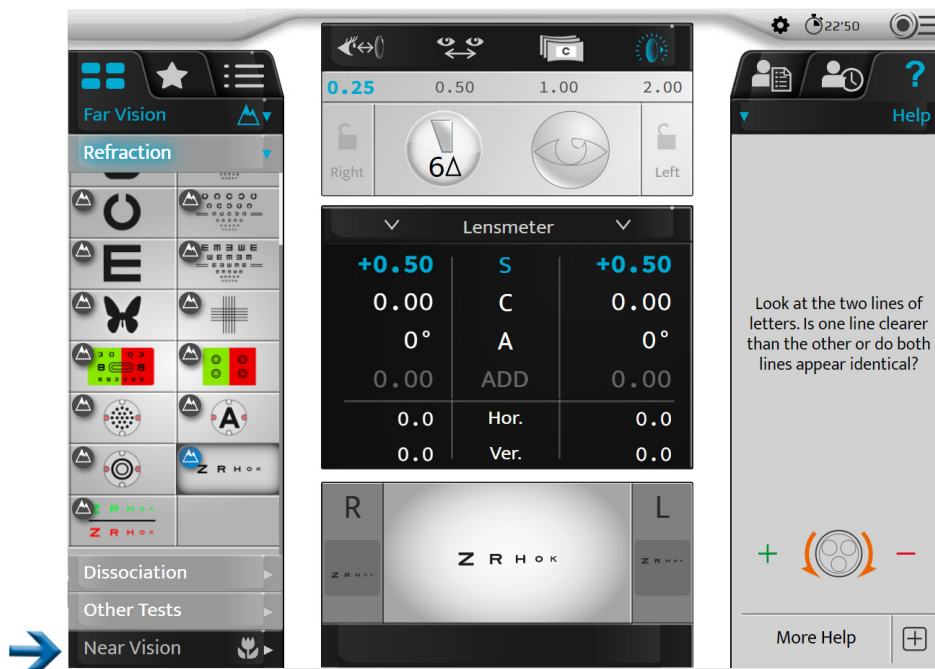 22'50
Far Vision
Refraction
Z R H O K
Z R H O K
Z R H O K
Dissociation
Other Tests
Near Vision
C
0.25 0.50 1.00 2.00
Right
6Δ
Left
Lensmeter
+0.50 S +0.50
0.00 C 0.00
0° A 0°
0.00 ADD 0.00
0.0 Hor. 0.0
0.0 Ver. 0.0
R L
Z R H O K
Z R H O K
Z R H O K
?
Help
Look at the two lines of
letters. Is one line clearer
than the other or do both
lines appear identical?
+ −
More Help